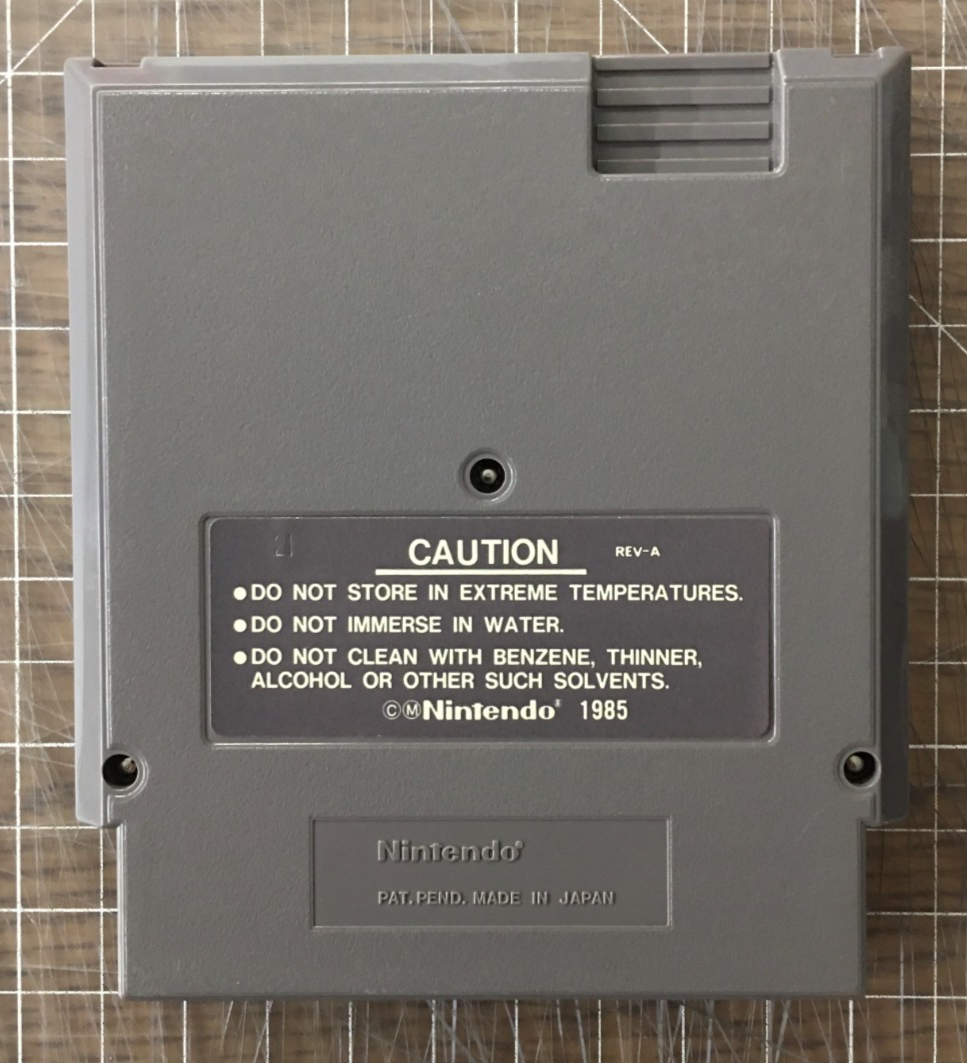 21
CAUTION REV-A
●DO NOT STORE IN EXTREME TEMPERATURES.
●DO NOT IMMERSE IN WATER.
●DO NOT CLEAN WITH BENZENE, THINNER,
ALCOHOL OR OTHER SUCH SOLVENTS.
©ⓂNintendo® 1985
Nintendo®
PAT. PEND. MADE IN JAPAN